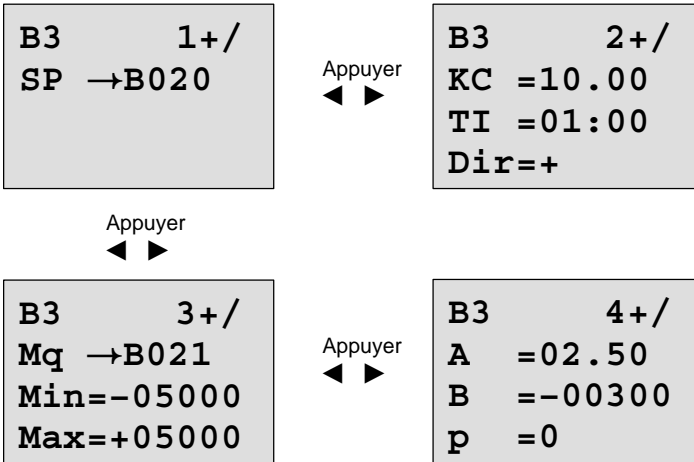 B3 1+/
SP →B020
Appuyer
◄ ►
B3 2+/
KC =10.00
TI =01:00
Dir=+
Appuyer
◄ ►
B3 3+/
Mq →B021
Min=-05000
Max=+05000
Appuyer
◄ ►
B3 4+/
A =02.50
B =-00300
p =0